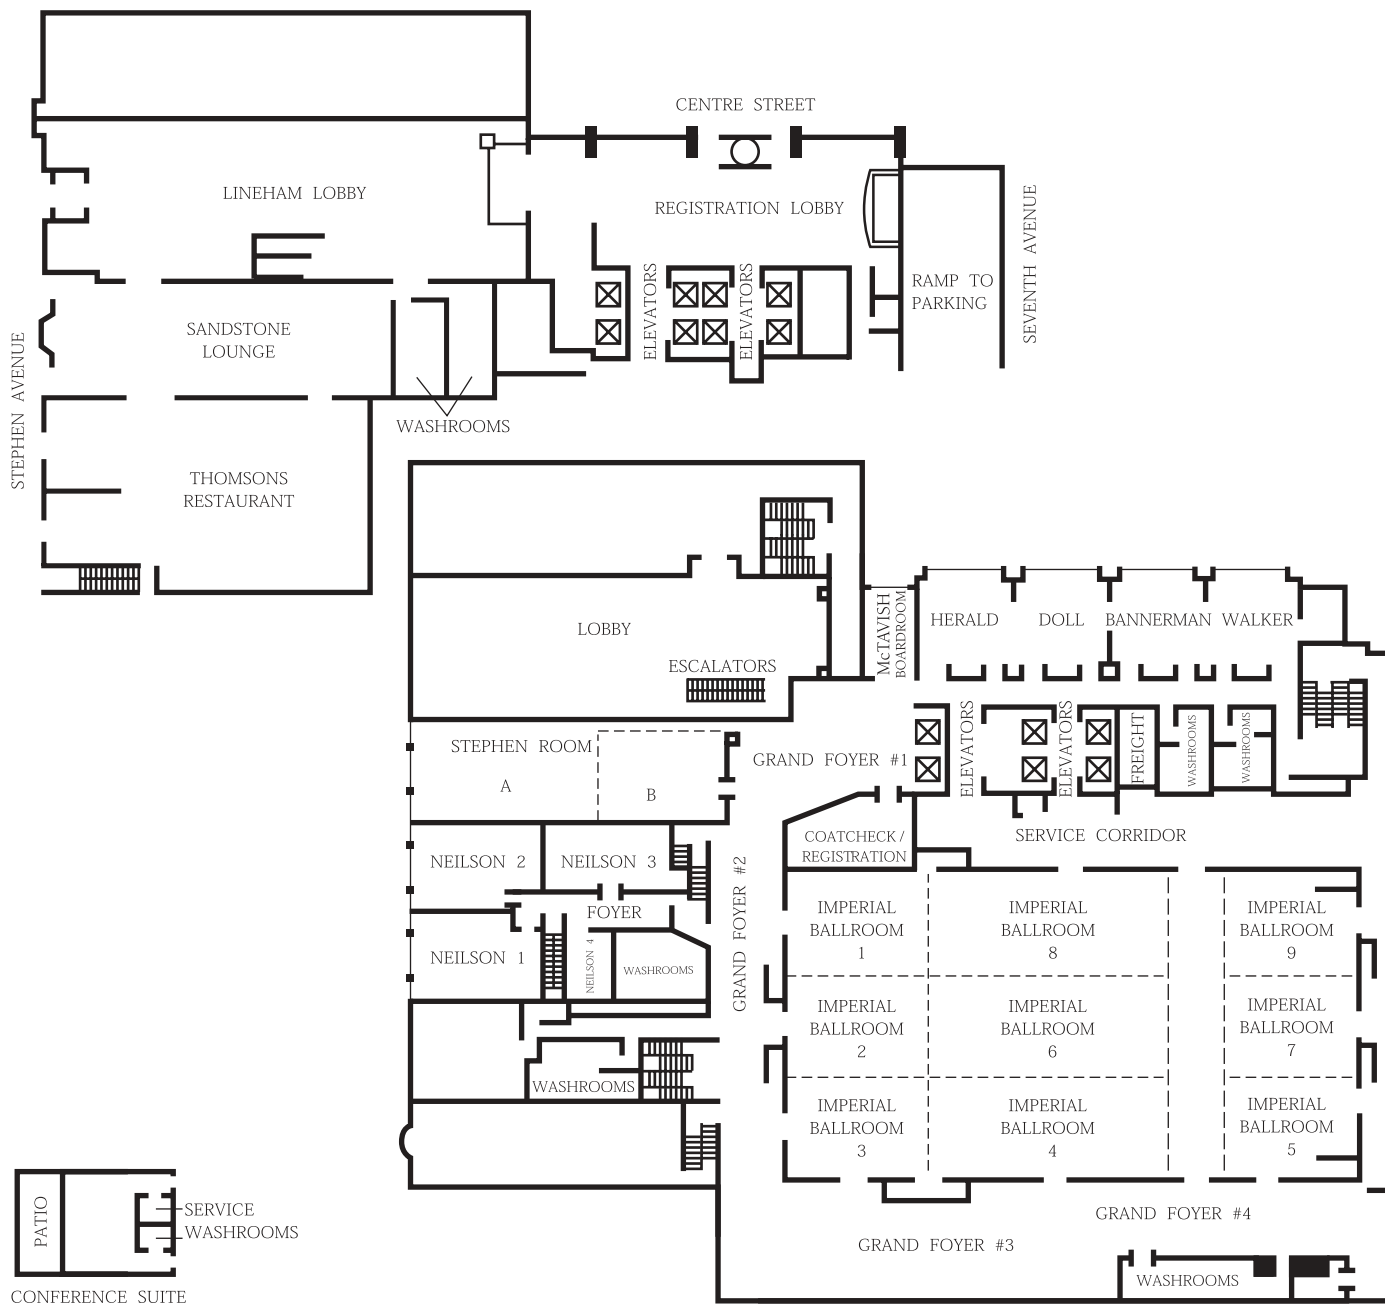 CENTRE STREET
LINEHAM LOBBY
REGISTRATION LOBBY
SEVENTH AVENUE
ELEVATORS
ELEVATORS
RAMP TO
PARKING
SANDSTONE
LOUNGE
STEPHEN AVENUE
WASHROOMS
THOMSONS
RESTAURANT
LOBBY
ESCALATORS
McTAVISH
BOARDROOM
HERALD
DOLL
BANNERMAN
WALKER
STEPHEN ROOM
A
B
GRAND FOYER #1
ELEVATORS
ELEVATORS
FREIGHT
WASHROOMS
WASHROOMS
COATCHECK /
REGISTRATION
SERVICE CORRIDOR
NEILSON 2
NEILSON 3
GRAND FOYER #2
FOYER
NEILSON 1
NEILSON 4
WASHROOMS
IMPERIAL
BALLROOM
1
IMPERIAL
BALLROOM
8
IMPERIAL
BALLROOM
9
IMPERIAL
BALLROOM
2
IMPERIAL
BALLROOM
6
IMPERIAL
BALLROOM
7
WASHROOMS
IMPERIAL
BALLROOM
3
IMPERIAL
BALLROOM
4
IMPERIAL
BALLROOM
5
GRAND FOYER #4
GRAND FOYER #3
WASHROOMS
PATIO
SERVICE
WASHROOMS
CONFERENCE SUITE